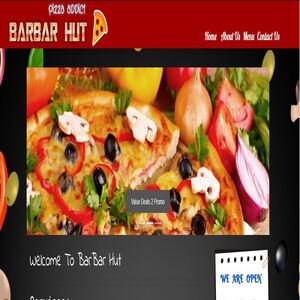 pizza addict
BARBAR HUT
Home About Us Menu Contact Us
Value Deals 2 Promo
Welcome To BarBar Hut
WE ARE OPEN